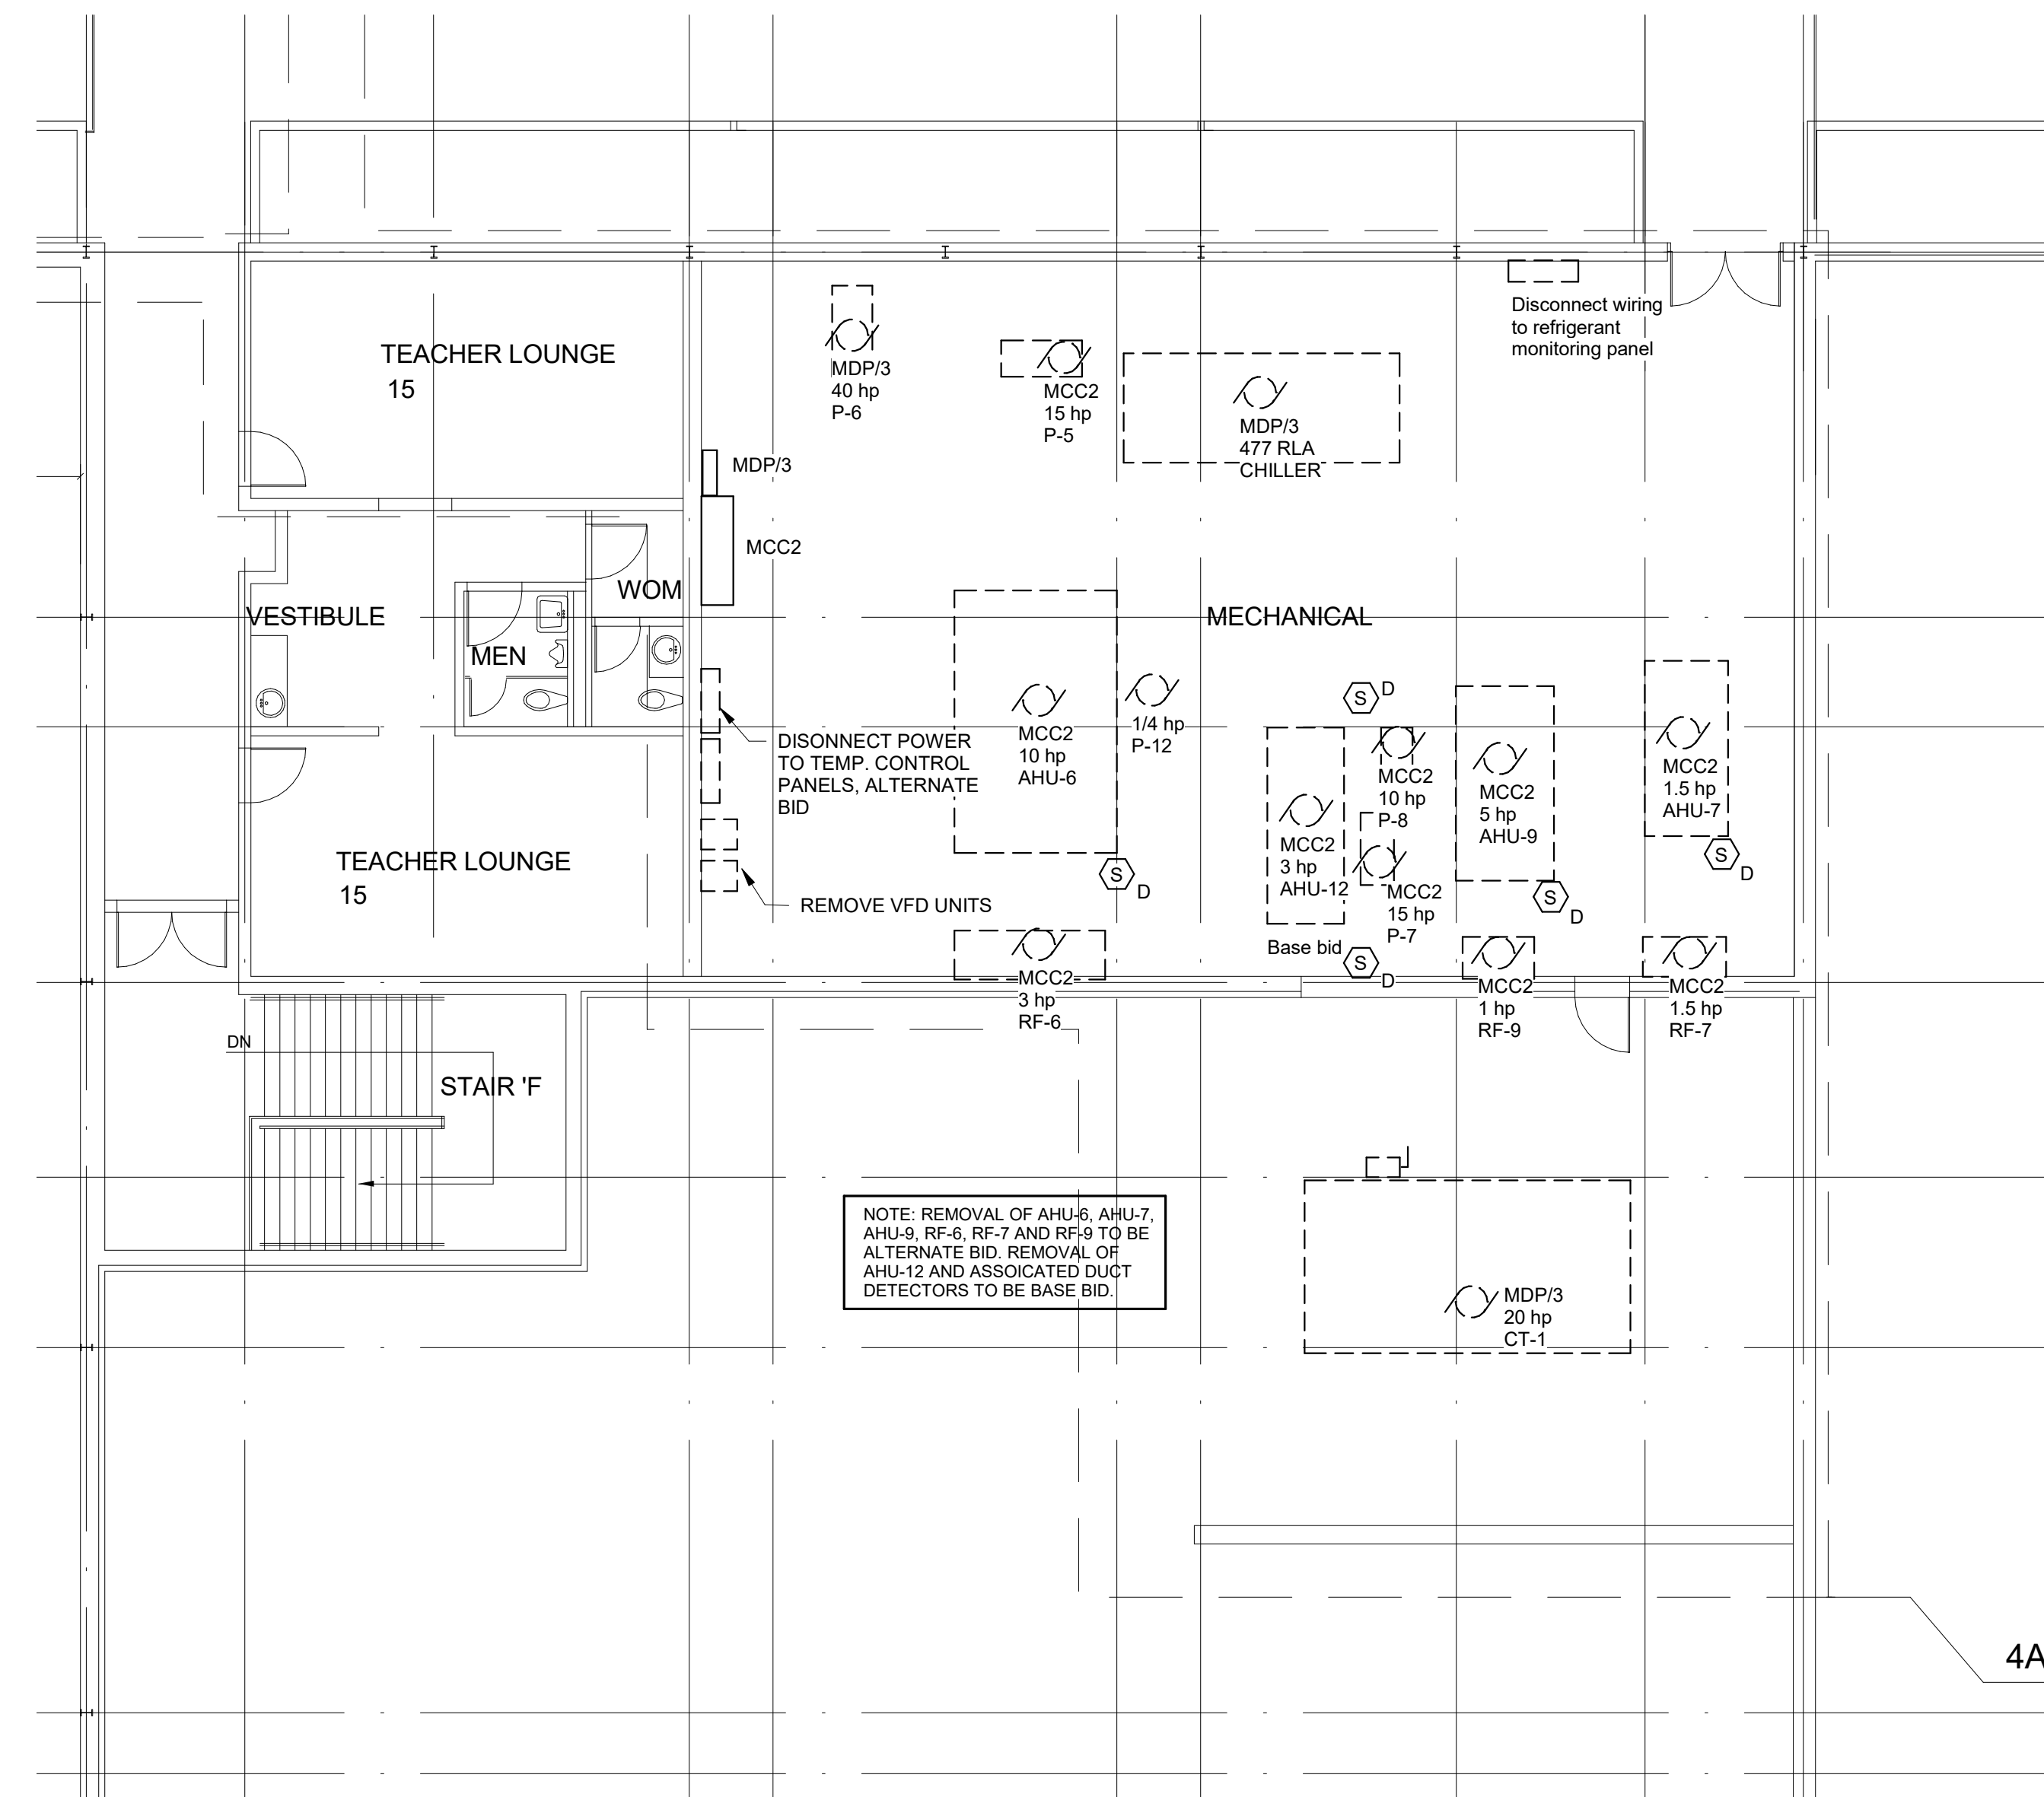 TEACHER LOUNGE
15
MDP/3
40 hp
P-6
MCC2
15 hp
P-5
MDP/3
477 RLA
CHILLER
Disconnect wiring
to refrigerant
monitoring panel
MDP/3
MCC2
VESTIBULE
WOM
MEN
MECHANICAL
DISONNECT POWER
TO TEMP. CONTROL
PANELS, ALTERNATE
BID
MCC2
10 hp
AHU-6
1/4 hp
P-12
S
D
MCC2
10 hp
P-8
MCC2
5 hp
AHU-9
MCC2
1.5 hp
AHU-7
MCC2
3 hp
AHU-12
MCC2
15 hp
P-7
S
D
S
D
S
D
TEACHER LOUNGE
15
REMOVE VFD UNITS
Base bid
S
D
MCC2
3 hp
RF-6
MCC2
1 hp
RF-9
MCC2
1.5 hp
RF-7
DN
STAIR 'F
NOTE: REMOVAL OF AHU-6, AHU-7,
AHU-9, RF-6, RF-7 AND RF-9 TO BE
ALTERNATE BID. REMOVAL OF
AHU-12 AND ASSOICATED DUCT
DETECTORS TO BE BASE BID.
MDP/3
20 hp
CT-1
4A